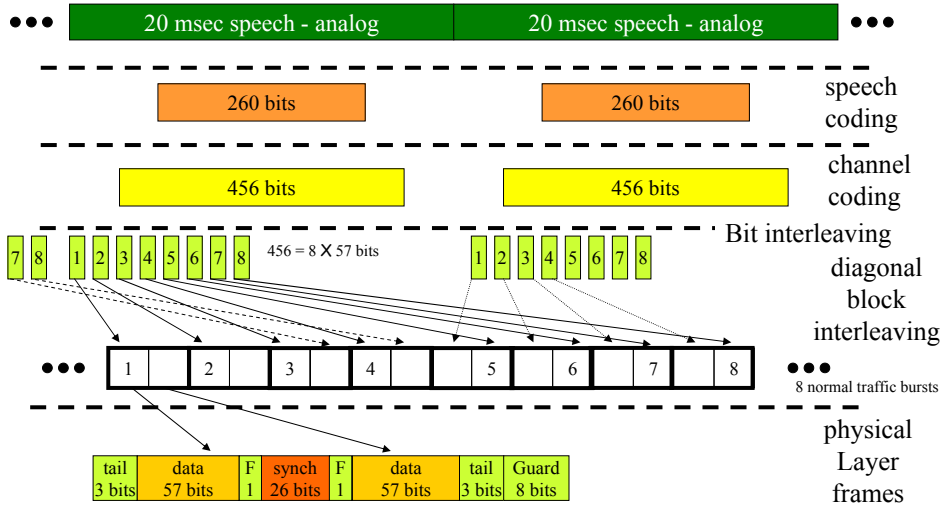 20 msec speech - analog 20 msec speech - analog
260 bits 260 bits
speech
coding
456 bits 456 bits
channel
coding
Bit interleaving
7 8 1 2 3 4 5 6 7 8 456 = 8 X 57 bits 1 2 3 4 5 6 7 8
diagonal
block
interleaving
1 2 3 4 5 6 7 8
8 normal traffic bursts
physical
Layer
frames
tail data F synch F data tail Guard
3 bits 57 bits 1 26 bits 1 57 bits 3 bits 8 bits